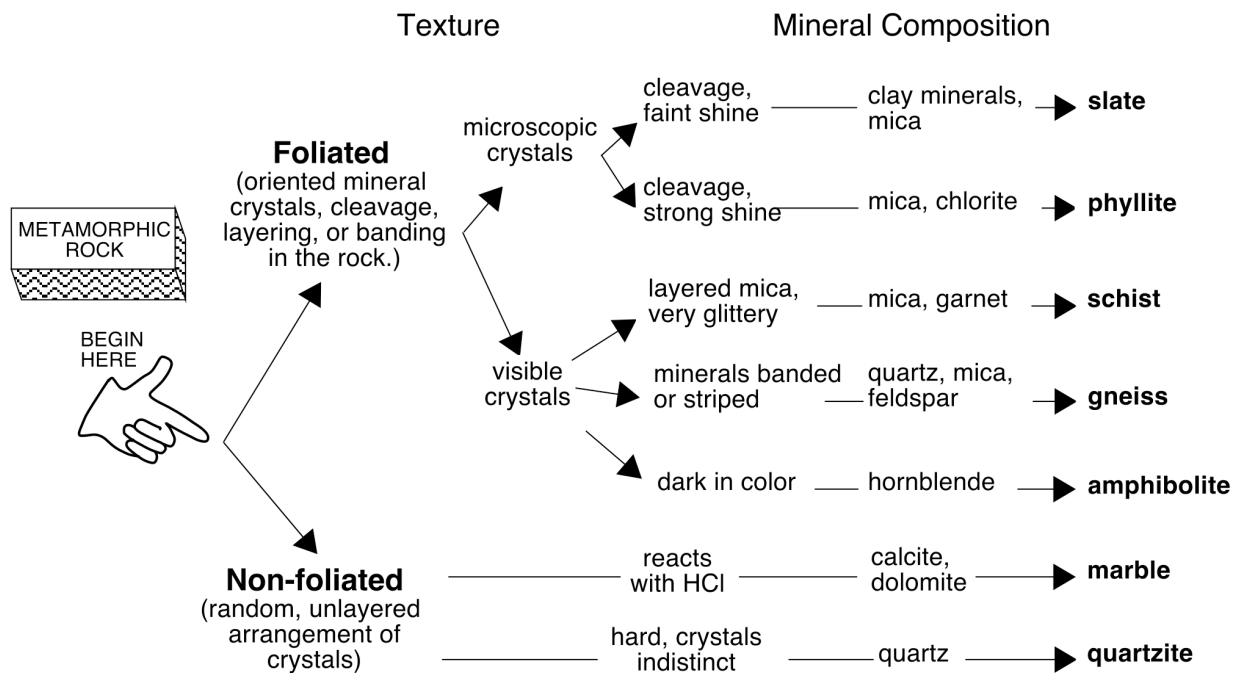 Texture
Mineral Composition
METAMORPHIC
ROCK
BEGIN
HERE
Foliated
(oriented mineral
crystals, cleavage,
layering, or banding
in the rock.)
microscopic
crystals
cleavage,
faint shine
clay minerals,
mica
slate
cleavage,
strong shine
mica, chlorite
phyllite
visible
crystals
layered mica,
very glittery
mica, garnet
schist
minerals banded
or striped
quartz, mica,
feldspar
gneiss
dark in color
hornblende
amphibolite
Non-foliated
(random, unlayered
arrangement of
crystals)
reacts
with HCl
calcite,
dolomite
marble
hard, crystals
indistinct
quartz
quartzite